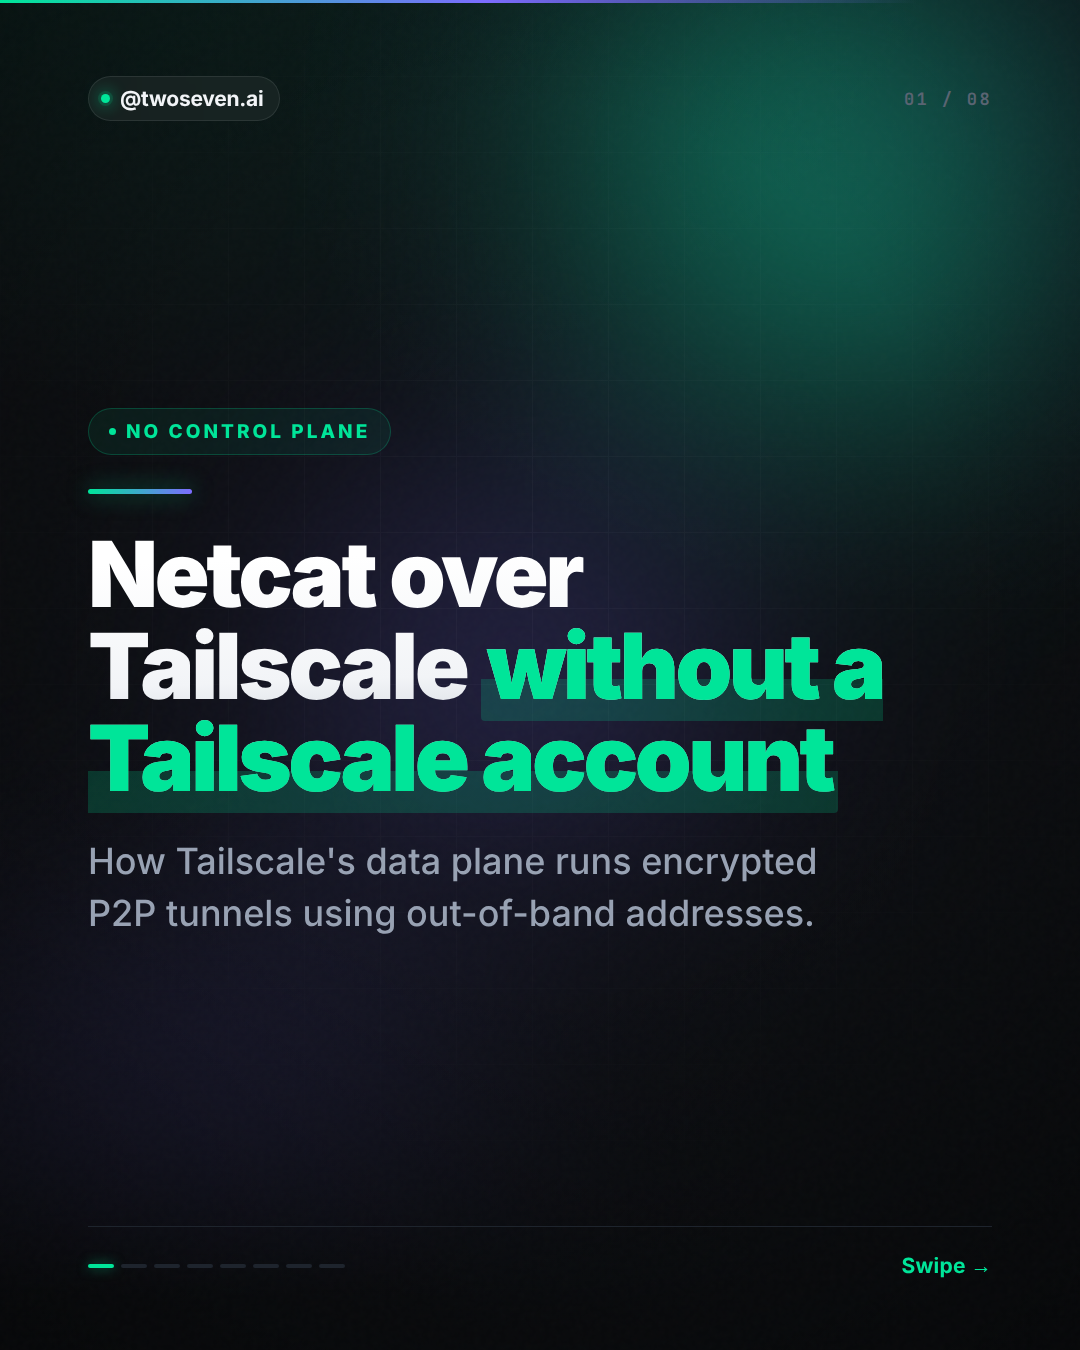 @twoseven.ai
01 / 08
NO CONTROL PLANE
Netcat over
Tailscale without a
Tailscale account
How Tailscale's data plane runs encrypted
P2P tunnels using out-of-band addresses.
Swipe →